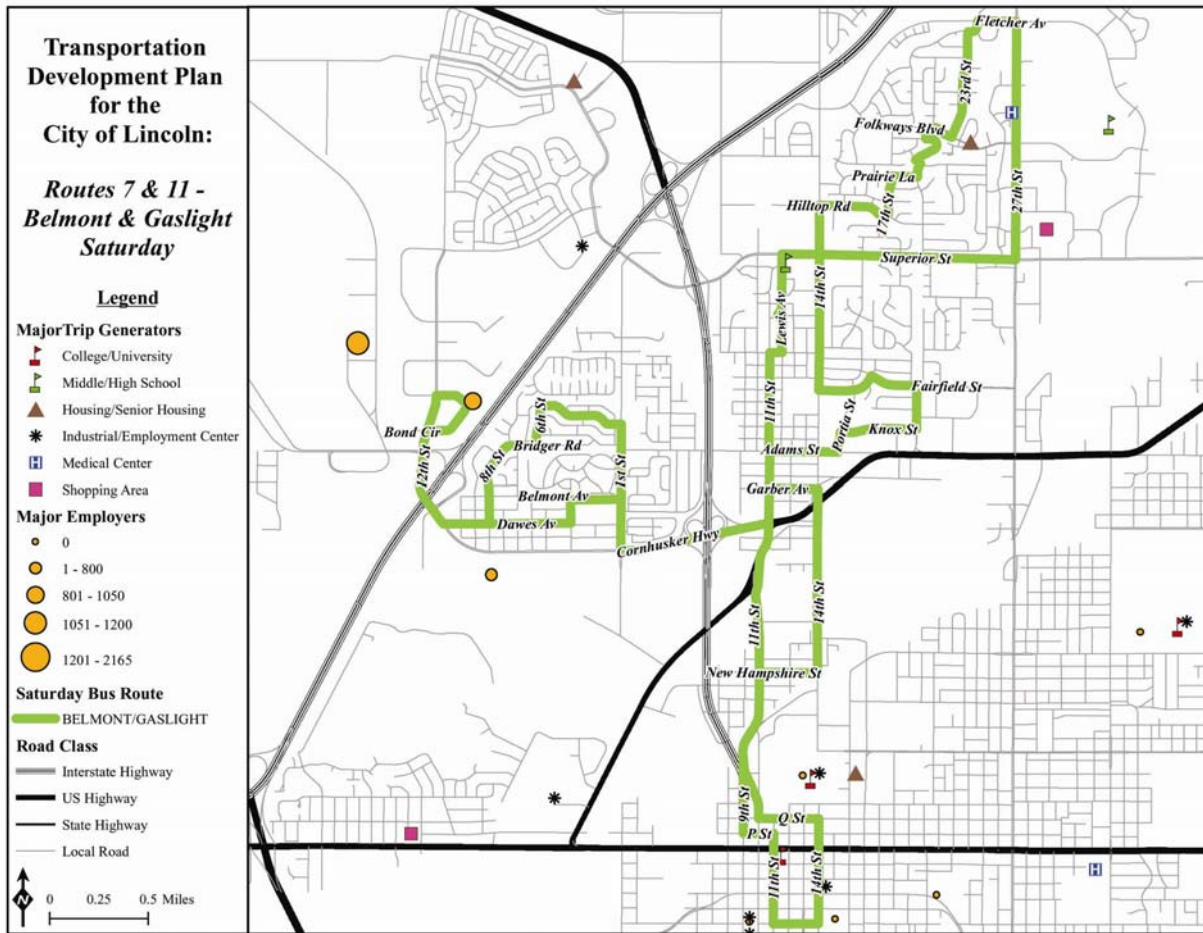 Transportation
Development Plan
for the
City of Lincoln:
Routes 7 & 11 -
Belmont & Gaslight
Saturday
Legend
MajorTrip Generators
College/University
Middle/High School
Housing/Senior Housing
Industrial/Employment Center
H Medical Center
Shopping Area
Major Employers
0
1 - 800
801 - 1050
1051 - 1200
1201 - 2165
Saturday Bus Route
BELMONT/GASLIGHT
Road Class
Interstate Highway
US Highway
State Highway
Local Road
N
0 0.25 0.5 Miles
Fletcher Av
23rd St
H
Folkways Blvd
Prairie La
27th St
Hilltop Rd
17th St
Superior St
14th St
Lewis Av
11th St
Fairfield St
Portia St
Knox St
Adams St
6th St
Bond Cir
Bridger Rd
12th St
8th St
1st St
Belmont Av
Garber Av
Dawes Av
Cornhusker Hwy
14th St
11th St
New Hampshire St
9th St
Q St
P St
11th St
14th St
H